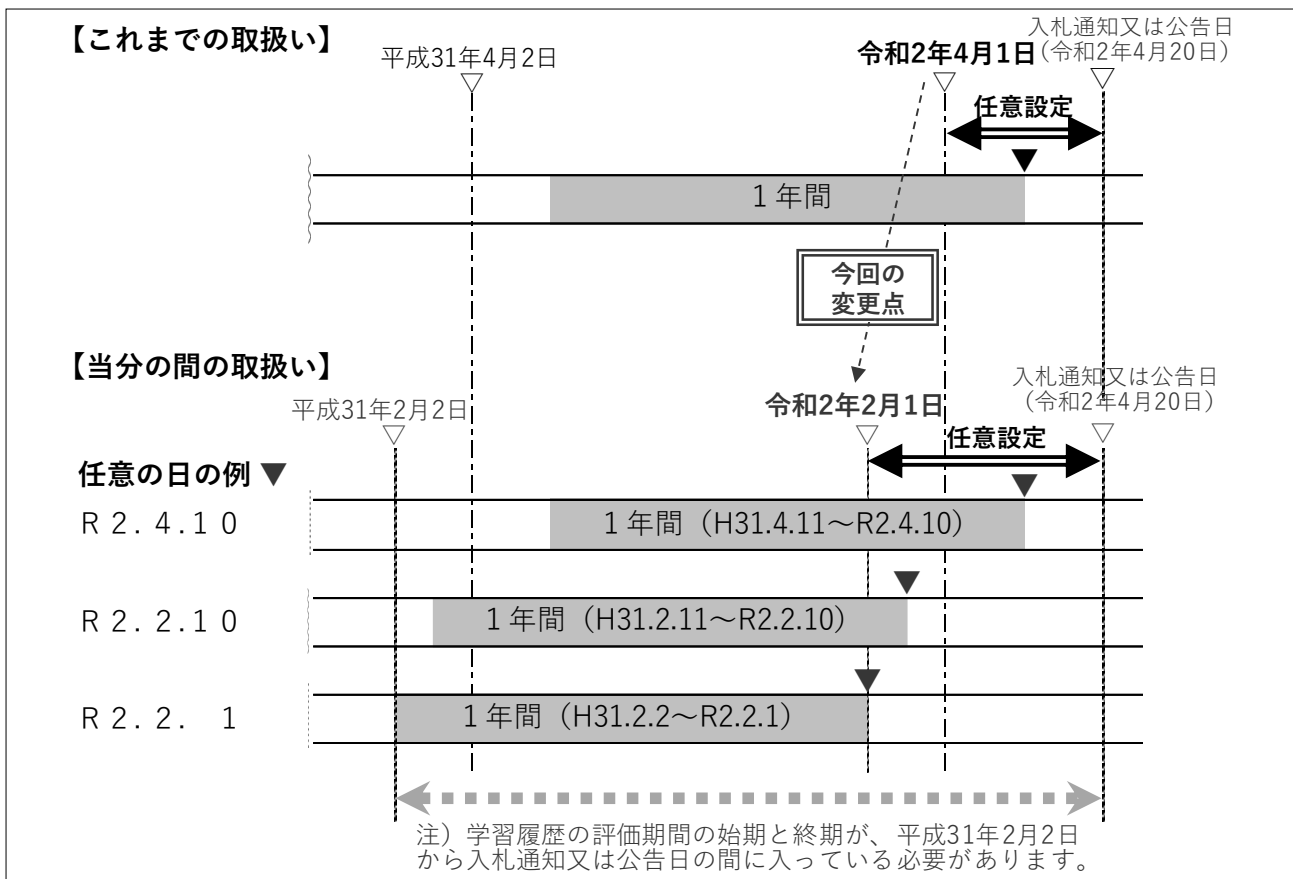 【これまでの取扱い】
平成31年4月2日
令和2年4月1日
入札通知又は公告日
(令和2年4月20日)
任意設定
１年間
今回の
変更点
【当分の間の取扱い】
平成31年2月2日
令和2年2月1日
入札通知又は公告日
(令和2年4月20日)
任意設定
任意の日の例 ▼
Ｒ２．４.１０
１年間（H31.4.11～R2.4.10）
Ｒ２．２.１０
１年間（H31.2.11～R2.2.10）
Ｒ２.２． １
１年間（H31.2.2～R2.2.1）
注）学習履歴の評価期間の始期と終期が、平成31年2月2日
から入札通知又は公告日の間に入っている必要があります。